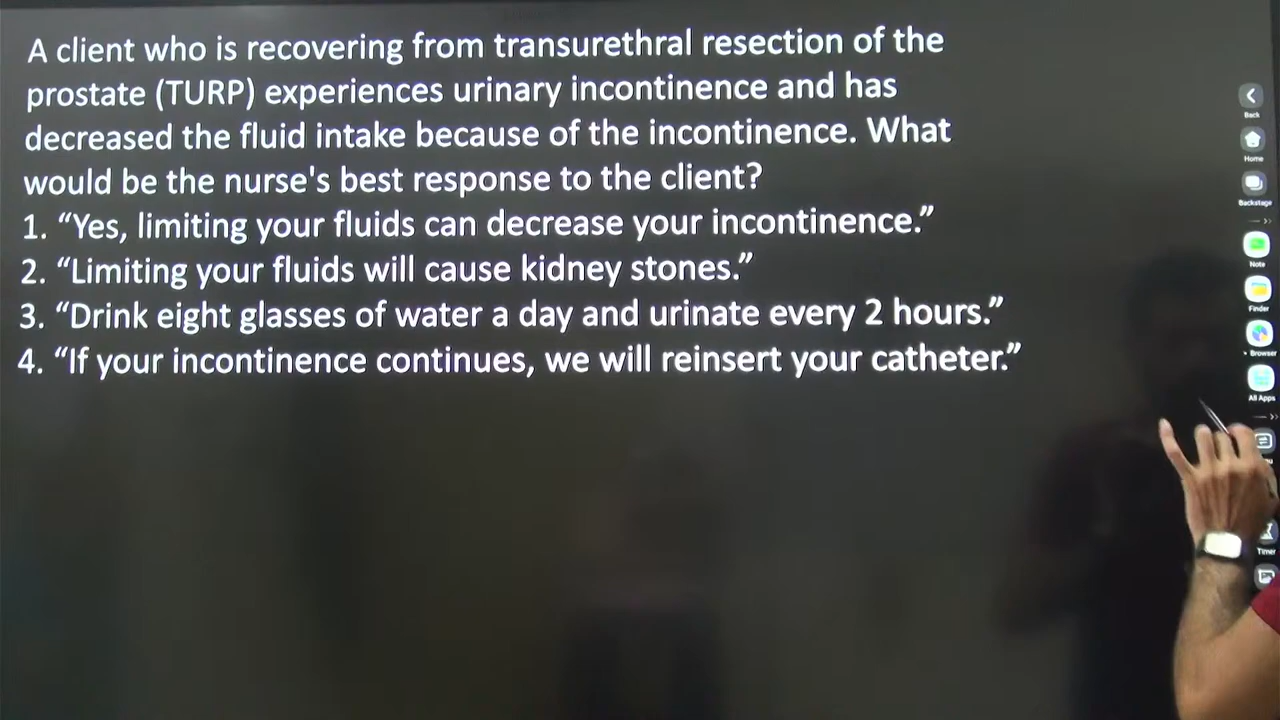 A client who is recovering from transurethral resection of the
prostate (TURP) experiences urinary incontinence and has
decreased the fluid intake because of the incontinence. What
would be the nurse's best response to the client?
1. “Yes, limiting your fluids can decrease your incontinence.”
2. “Limiting your fluids will cause kidney stones.”
3. “Drink eight glasses of water a day and urinate every 2 hours.”
4. “If your incontinence continues, we will reinsert your catheter.”
Back
Home
Backstage
Note
Finder
Browser
All Apps
Timer